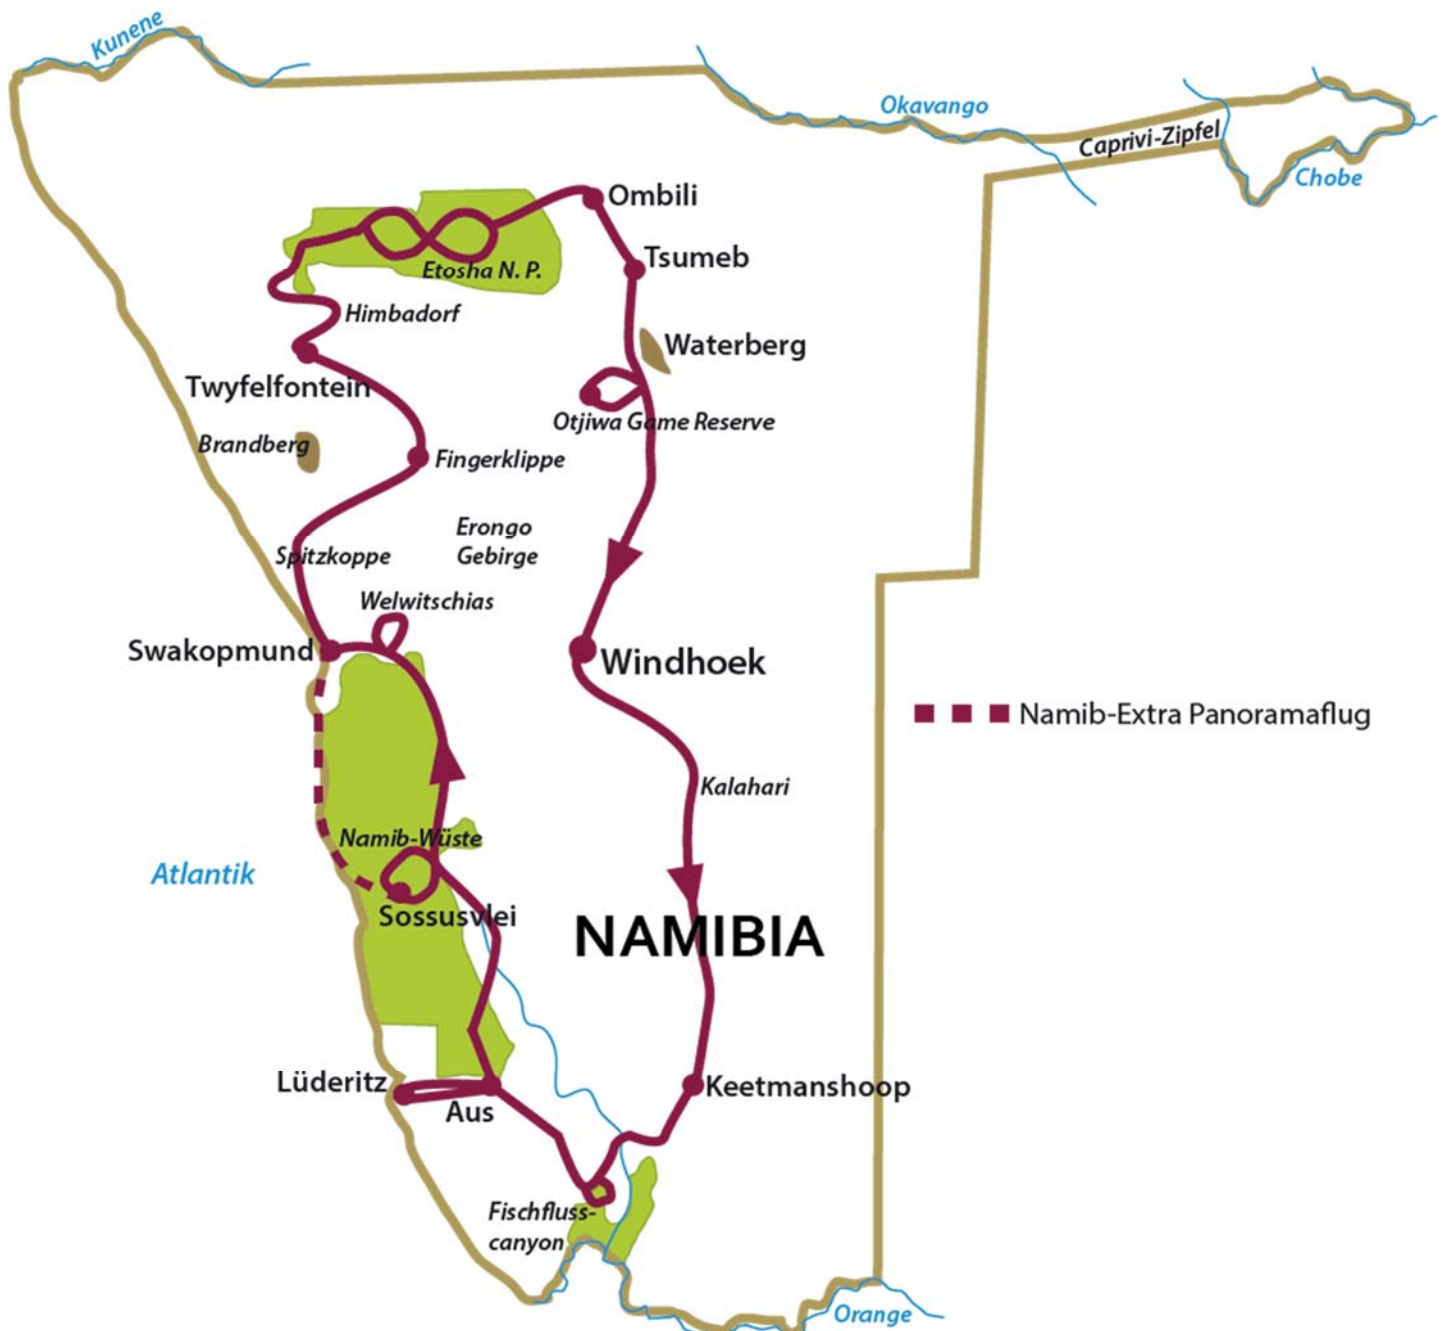 Kunene
Okavango
Caprivi-Zipfel
Chobe
Ombili
Tsumeb
Etosha N. P.
Himbadorf
Waterberg
Twyfelfontein
Otjiwa Game Reserve
Brandberg
Fingerklippe
Erongo
Gebirge
Spitzkoppe
Welwitschias
Swakopmund
Windhoek
Namib-Extra Panoramaflug
Kalahari
Namib-Wüste
Atlantik
Sossusvlei
NAMIBIA
Lüderitz
Aus
Keetmanshoop
Fischfluss-
canyon
Orange